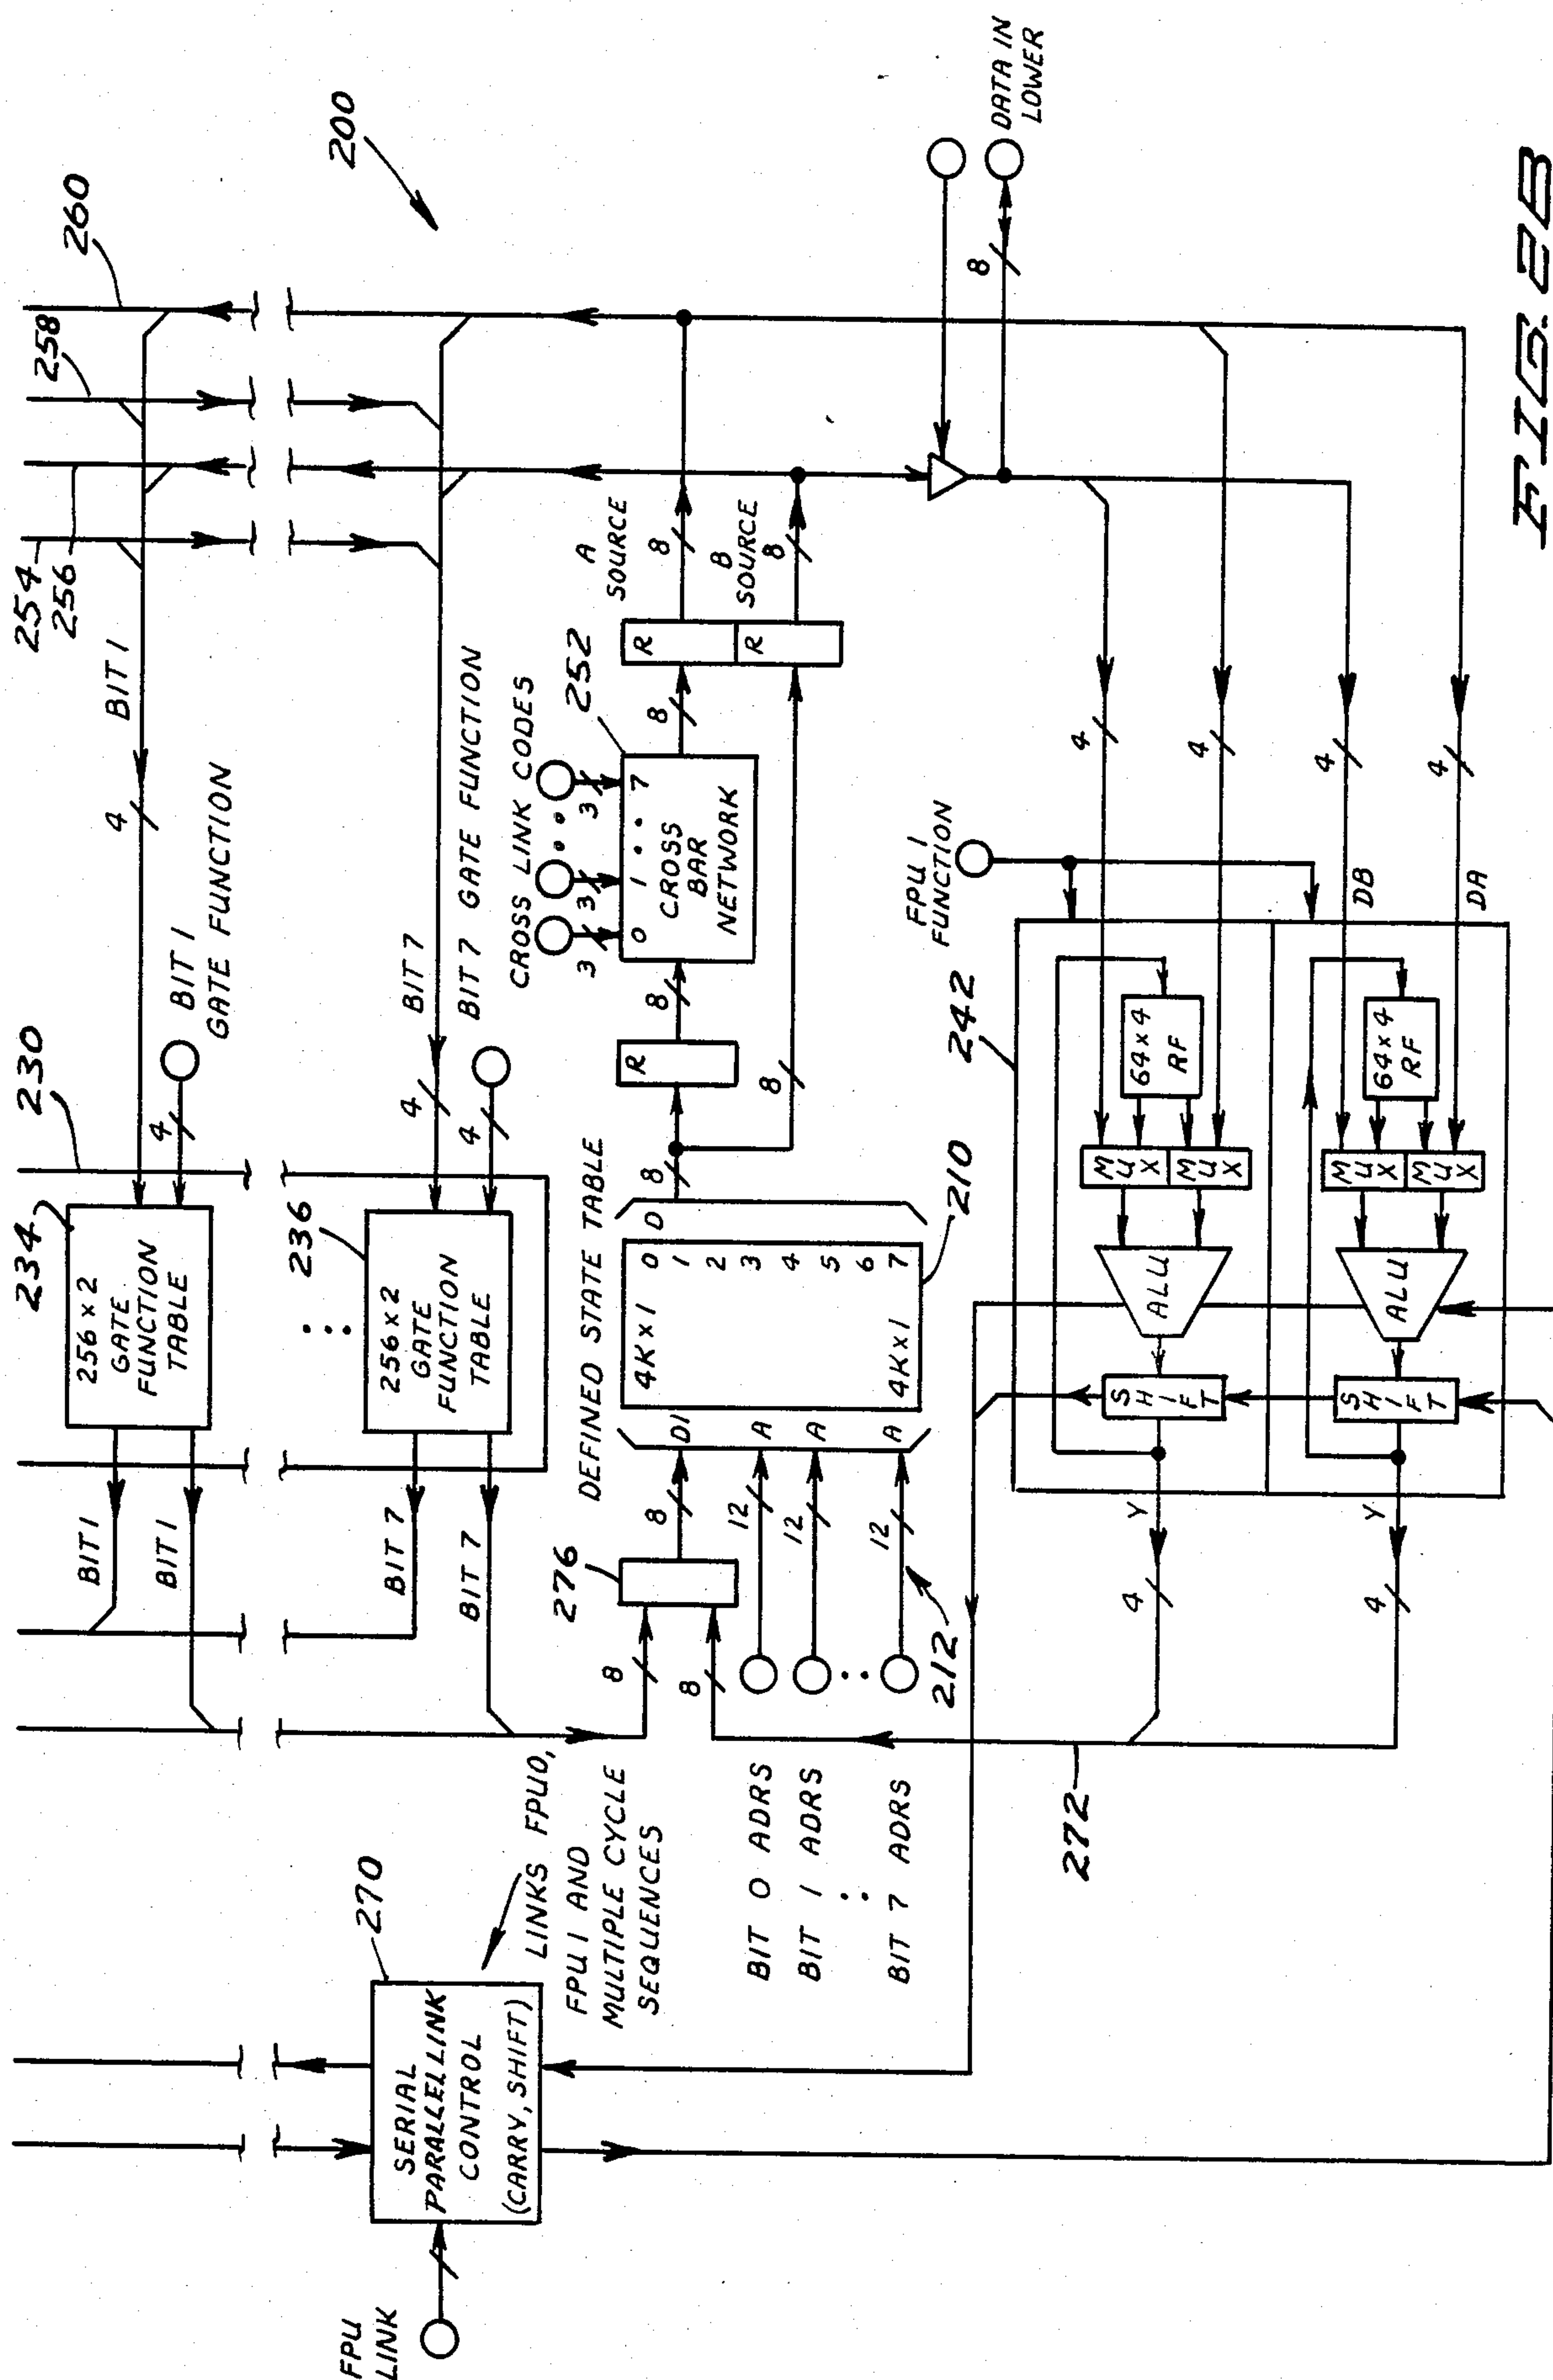 254
256
258
260
200
BIT 1
4
BIT 1
GATE FUNCTION
4
230
234
256 x 2
GATE
FUNCTION
TABLE
BIT 1
BIT 1
BIT 7
4
BIT 7 GATE FUNCTION
4
236
256 x 2
GATE
FUNCTION
TABLE
BIT 7
BIT 7
CROSS LINK CODES
3
3
3
252
0 1 • • 7
CROSS
BAR
NETWORK
8
8
R
R
R
A
SOURCE
8
B
SOURCE
8
8
8
DATA IN
LOWER
DEFINED STATE TABLE
8
D
4K x 1
0
1
2
3
4
5
6
7
4K x 1
210
DI
A
A
A
8
12
12
12
276
8
8
212
BIT 0 ADRS
BIT 1 ADRS
BIT 7 ADRS
LINKS FPU0,
FPU 1 AND
MULTIPLE CYCLE
SEQUENCES
270
SERIAL
PARALLEL LINK
CONTROL
(CARRY, SHIFT)
FPU
LINK
272
FPU 1
FUNCTION
242
4
4
4
4
DB
DA
64 x 4
RF
MUX
MUX
ALU
SHIFT
Y
4
64 x 4
RF
MUX
MUX
ALU
SHIFT
Y
4
FIG. 2B